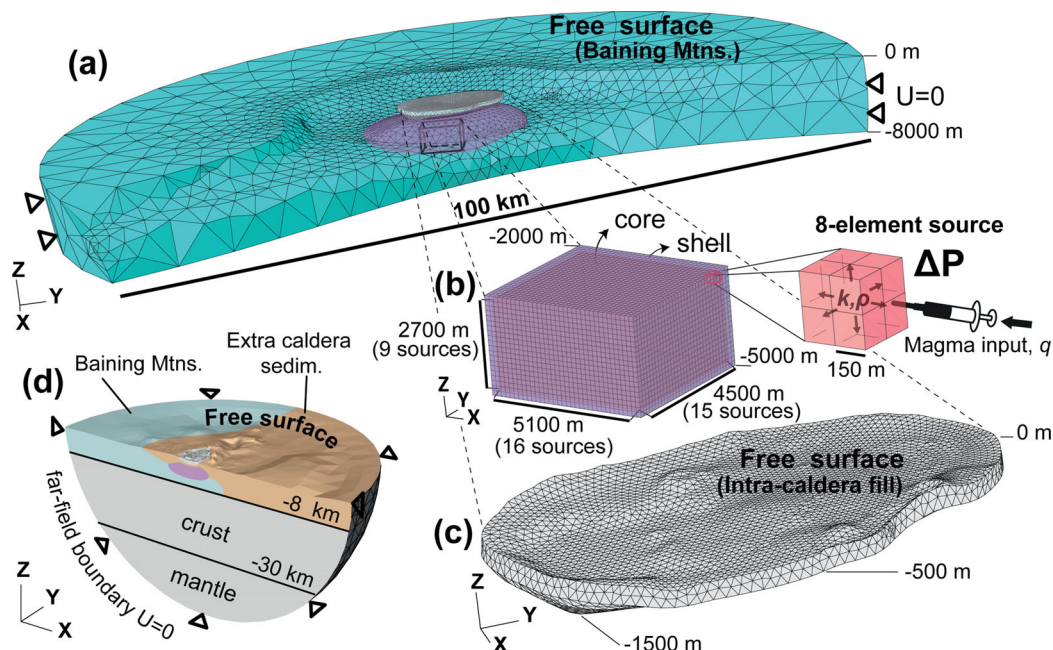 (a)
Free surface
(Baining Mtns.)
0 m
U=0
-8000 m
100 km
Z
Y
X
(b)
-2000 m
core
shell
8-element source
ΔP
k,ρ
Magma input, q
150 m
2700 m
(9 sources)
-5000 m
4500 m
(15 sources)
5100 m
(16 sources)
Z
Y
X
(d)
Baining Mtns.
Extra caldera
sedim.
Free surface
-8 km
crust
-30 km
mantle
far-field boundary U=0
Z
Y
X
(c)
Free surface
(Intra-caldera fill)
0 m
-500 m
-1500 m
Z
Y
X